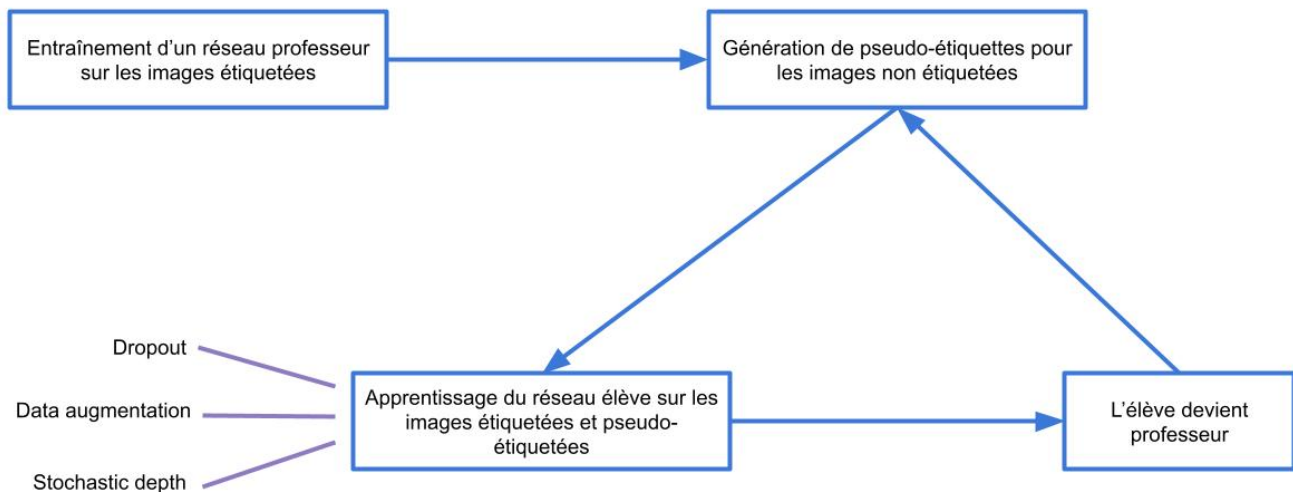 Entraînement d'un réseau professeur
sur les images étiquetées
Génération de pseudo-étiquettes pour
les images non étiquetées
Dropout
Data augmentation
Stochastic depth
Apprentissage du réseau élève sur les
images étiquetées et pseudo-
étiquetées
L'élève devient
professeur